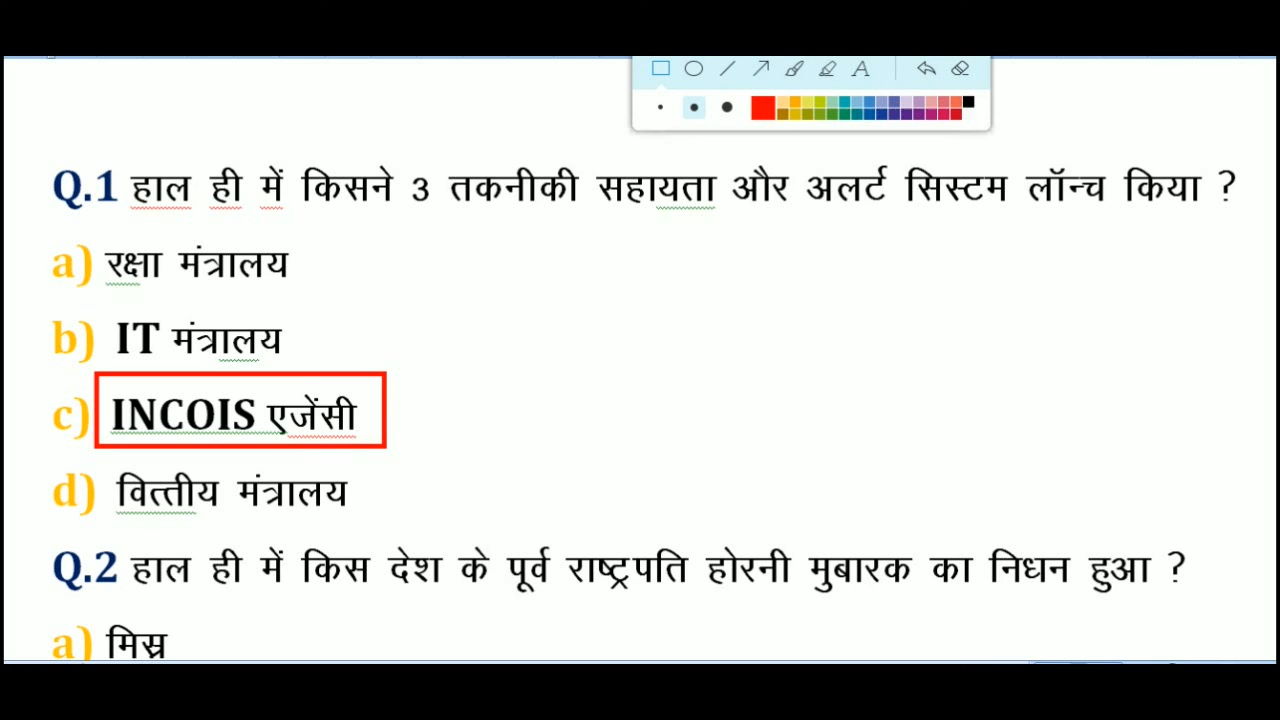 Q.1 हाल ही में किसने 3 तकनीकी सहायता और अलर्ट सिस्टम लॉन्च किया ?
a) रक्षा मंत्रालय
b) IT मंत्रालय
c) INCOIS एजेंसी
d) वित्तीय मंत्रालय
Q.2 हाल ही में किस देश के पूर्व राष्ट्रपति होरनी मुबारक का निधन हुआ ?
a) मिस्र